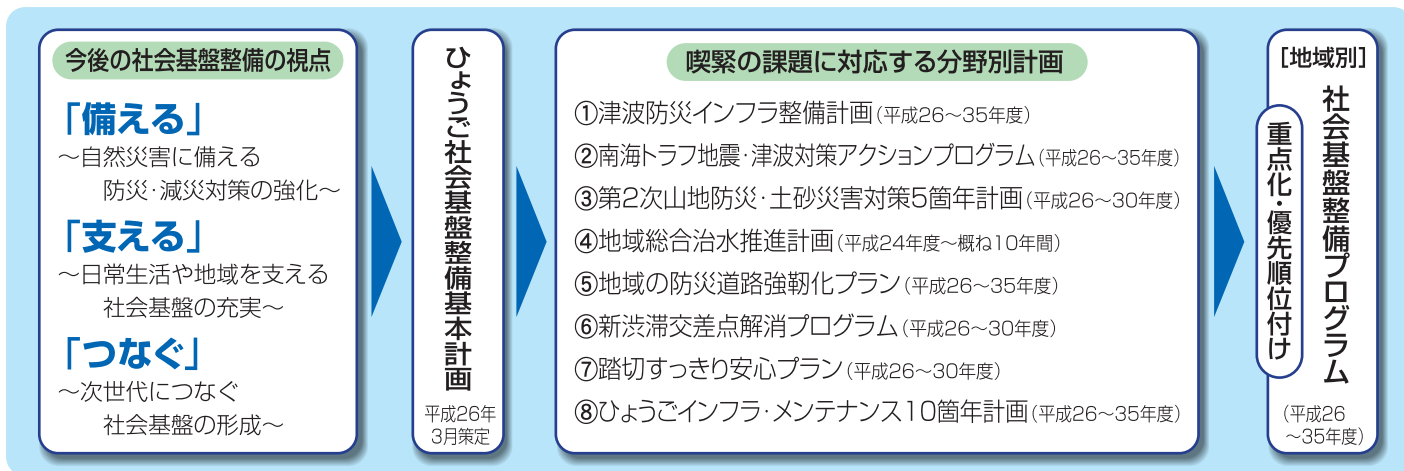 今後の社会基盤整備の視点
「備える」
〜自然災害に備える
防災・減災対策の強化〜
「支える」
〜日常生活や地域を支える
社会基盤の充実〜
「つなぐ」
〜次世代につなぐ
社会基盤の形成〜
ひょうご社会基盤整備基本計画
平成26年
3月策定
喫緊の課題に対応する分野別計画
①津波防災インフラ整備計画(平成26〜35年度)
②南海トラフ地震・津波対策アクションプログラム(平成26〜35年度)
③第2次山地防災・土砂災害対策5箇年計画(平成26〜30年度)
④地域総合治水推進計画(平成24年度〜概ね10年間)
⑤地域の防災道路強靭化プラン(平成26〜35年度)
⑥新渋滞交差点解消プログラム(平成26〜30年度)
⑦踏切すっきり安心プラン(平成26〜30年度)
⑧ひょうごインフラ・メンテナンス10箇年計画(平成26〜35年度)
[地域別]
社会基盤整備プログラム
重点化・優先順位付け
(平成26
〜35年度)